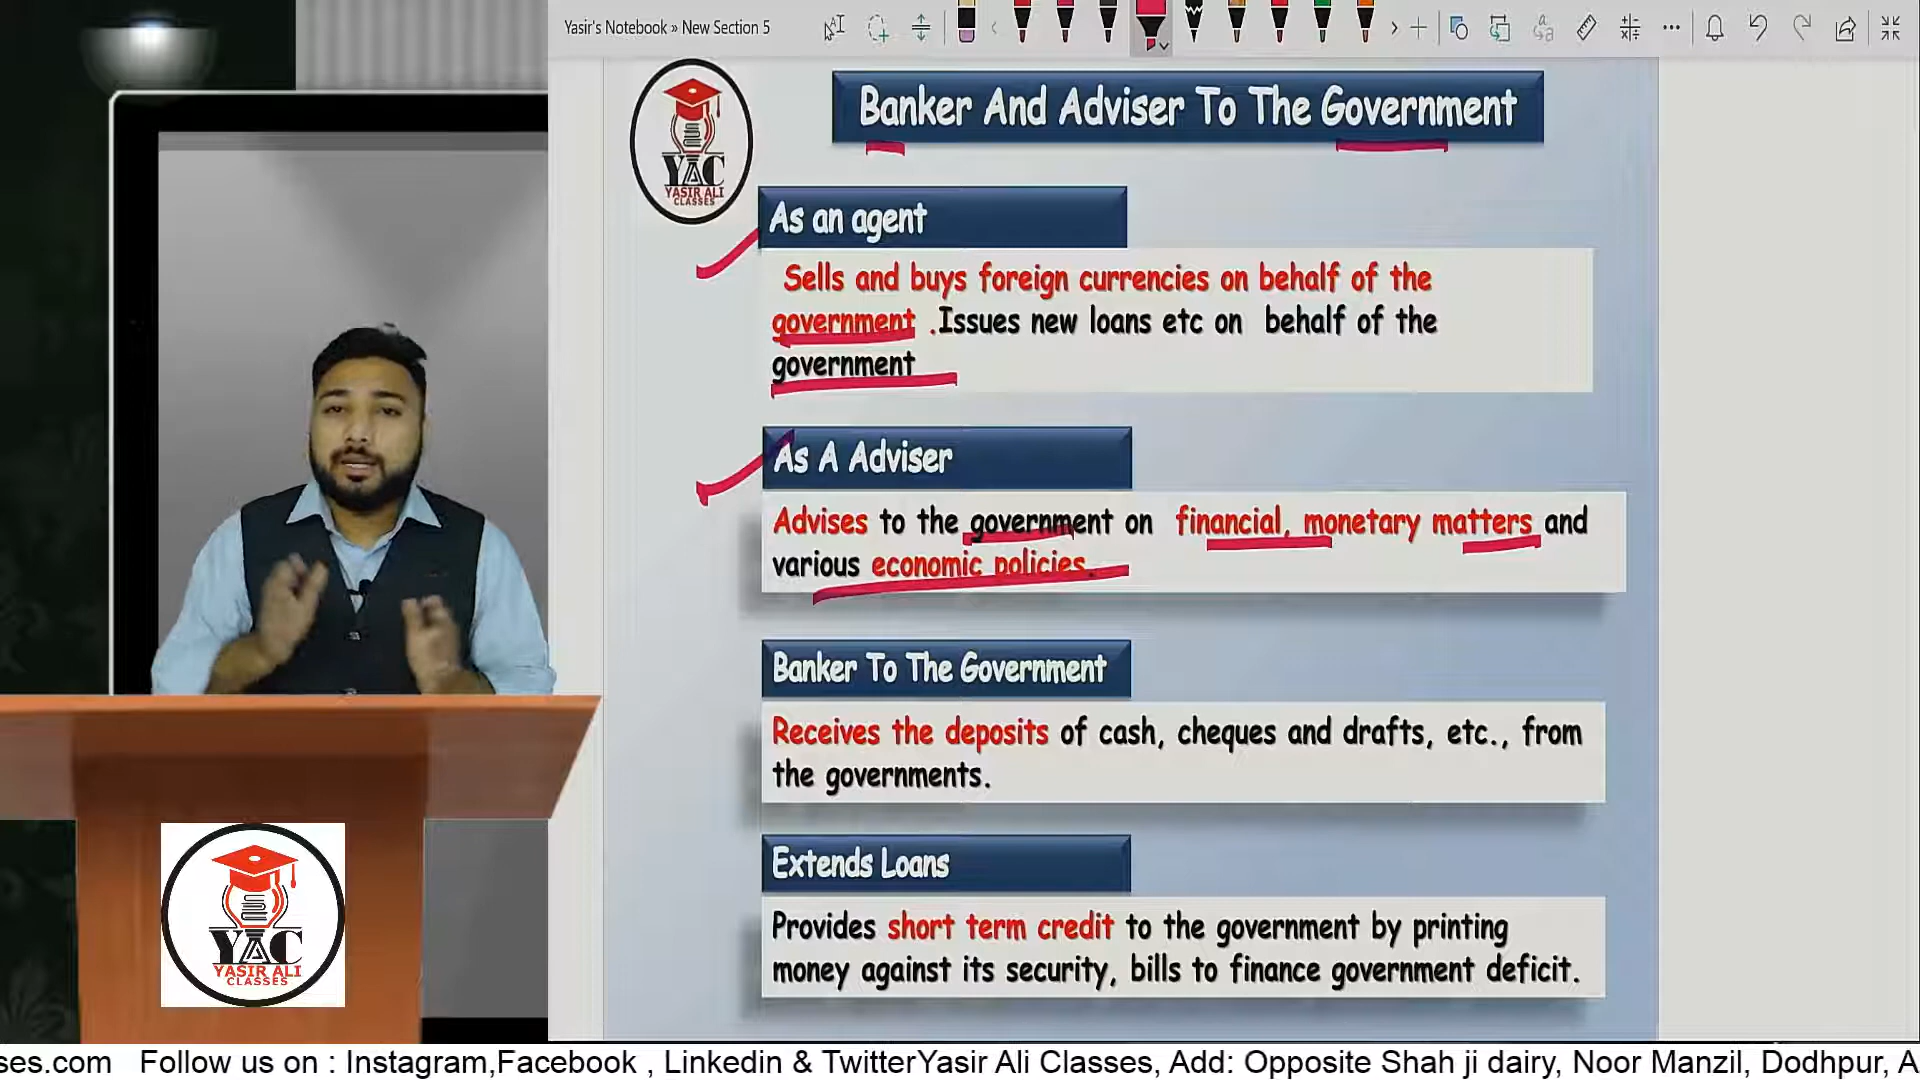 Yasir's Notebook » New Section 5
Banker And Adviser To The Government
YAC
YASIR ALI
CLASSES
As an agent
Sells and buys foreign currencies on behalf of the
government .Issues new loans etc on behalf of the
government
As A Adviser
Advises to the government on financial, monetary matters and
various economic policies.
Banker To The Government
Receives the deposits of cash, cheques and drafts, etc., from
the governments.
Extends Loans
Provides short term credit to the government by printing
money against its security, bills to finance government deficit.
YAC
YASIR ALI
CLASSES
ses.com Follow us on : Instagram,Facebook , Linkedin & TwitterYasir Ali Classes, Add: Opposite Shah ji dairy, Noor Manzil, Dodhpur, A